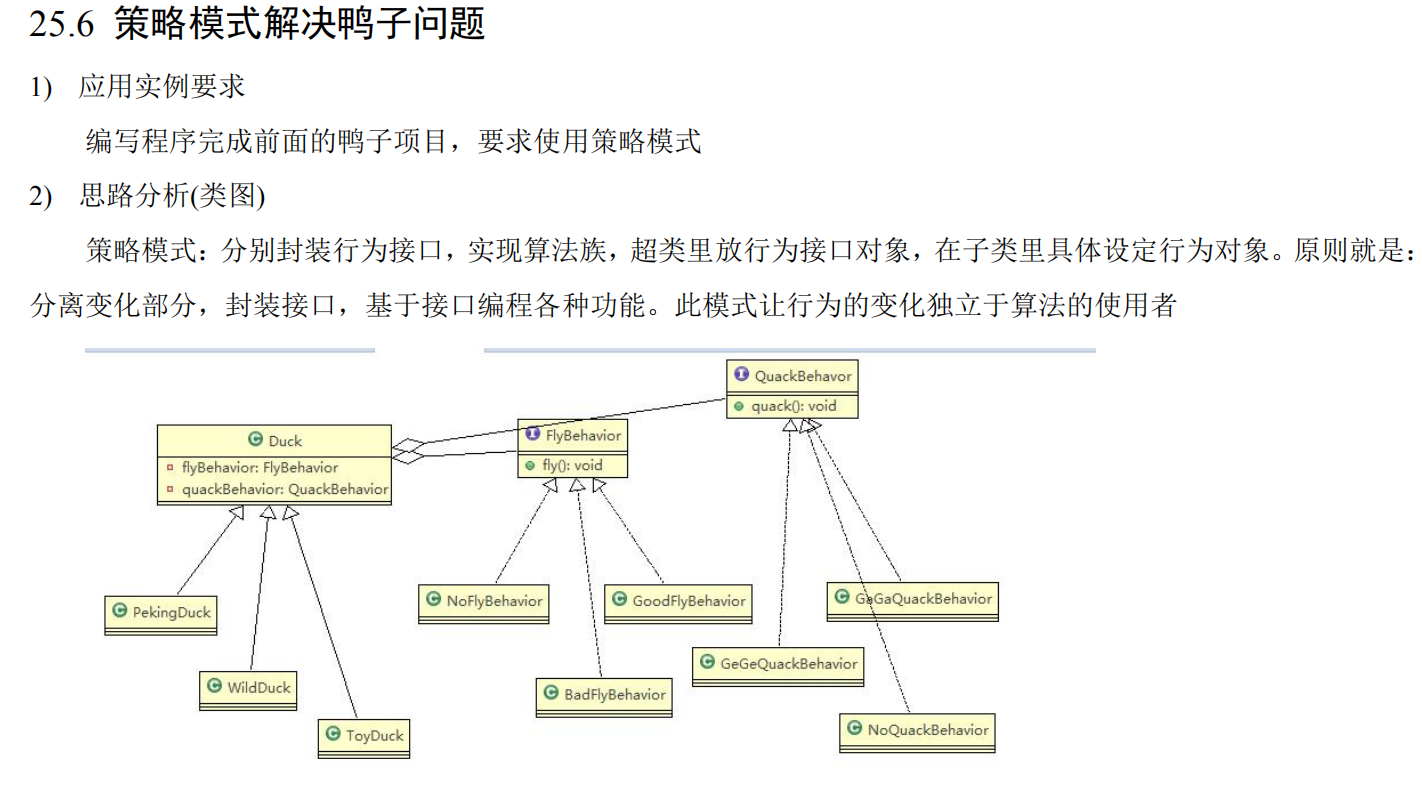 25.6 策略模式解决鸭子问题
1) 应用实例要求
编写程序完成前面的鸭子项目，要求使用策略模式
2) 思路分析(类图)
策略模式：分别封装行为接口，实现算法族，超类里放行为接口对象，在子类里具体设定行为对象。原则就是：
分离变化部分，封装接口，基于接口编程各种功能。此模式让行为的变化独立于算法的使用者
I QuackBehavor
quack(): void
C Duck
flyBehavior: FlyBehavior
quackBehavior: QuackBehavior
I FlyBehavior
fly(): void
C PekingDuck
C WildDuck
C ToyDuck
C NoFlyBehavior
C BadFlyBehavior
C GoodFlyBehavior
C GeGeQuackBehavior
C GaGaQuackBehavior
C NoQuackBehavior